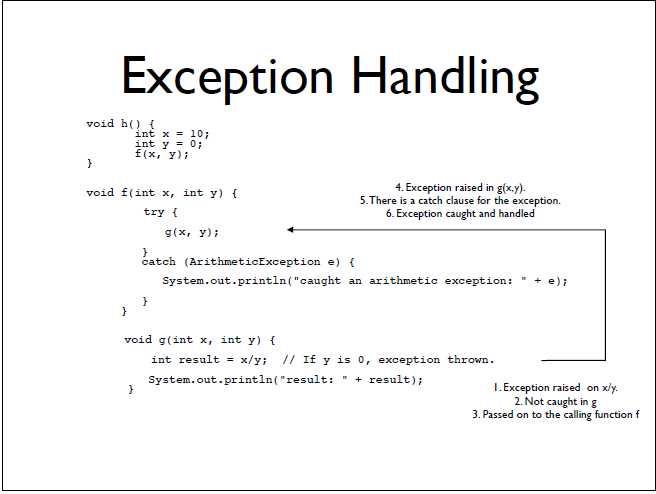 Exception Handling
void h() {
int x = 10;
int y = 0;
f(x, y);
}
void f(int x, int y) {
try {
g(x, y);
}
catch (ArithmeticException e) {
System.out.println("caught an arithmetic exception: " + e);
}
}
4. Exception raised in g(x,y).
5. There is a catch clause for the exception.
6. Exception caught and handled
void g(int x, int y) {
int result = x/y;  // If y is 0, exception thrown.
System.out.println("result: " + result);
}
1. Exception raised  on x/y.
2. Not caught in g
3. Passed on to the calling function f